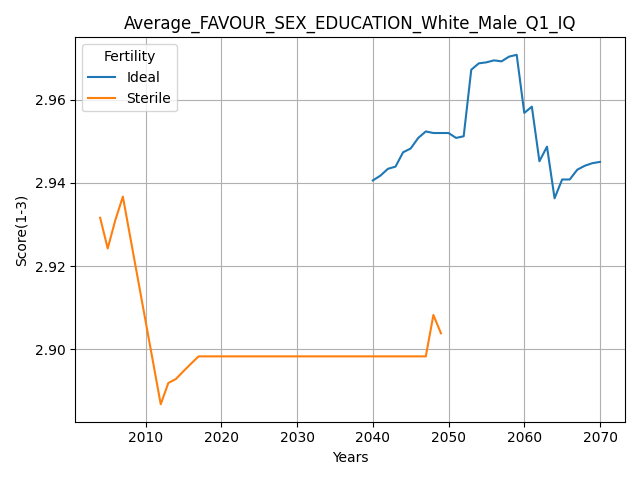 Average_FAVOUR_SEX_EDUCATION_White_Male_Q1_IQ
Fertility
Ideal
Sterile
Score(1-3)
2.96
2.94
2.92
2.90
2010 2020 2030 2040 2050 2060 2070
Years